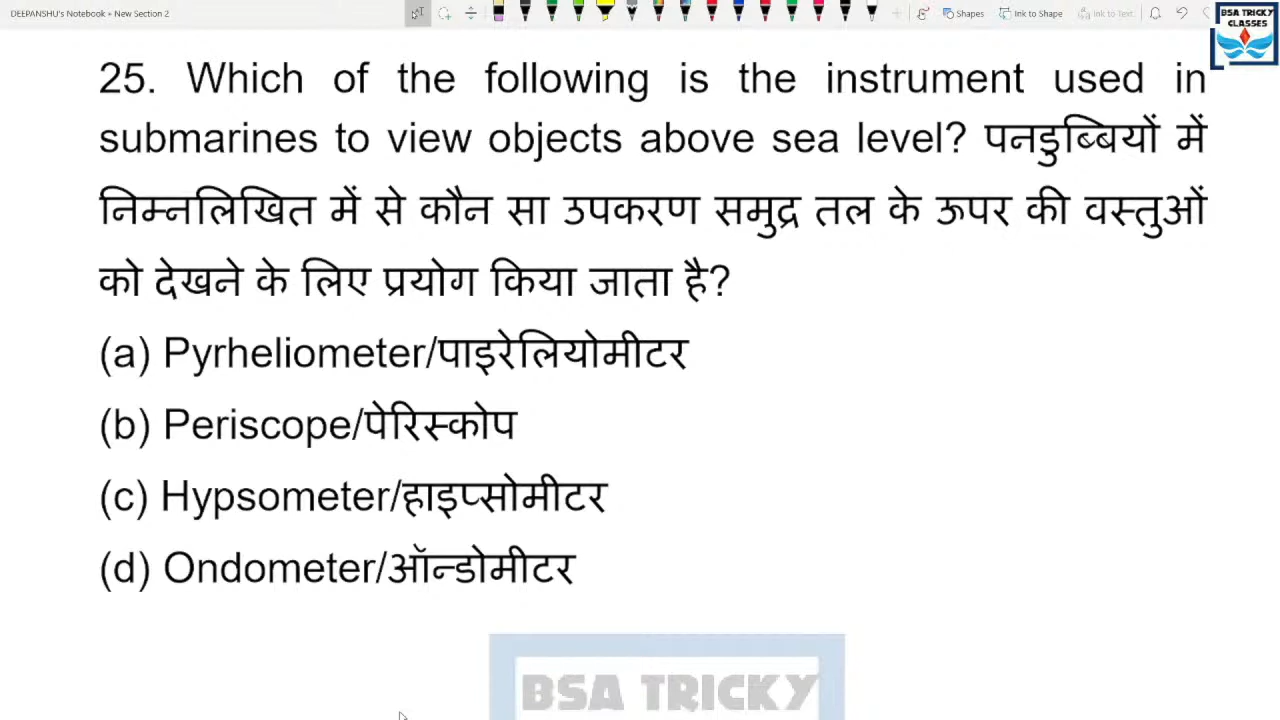 DEEPANSHU's Notebook » New Section 2
Shapes
Ink to Shape
Ink to Text
BSA TRICKY
CLASSES
25. Which of the following is the instrument used in
submarines to view objects above sea level? पनडुब्बियों में
निम्नलिखित में से कौन सा उपकरण समुद्र तल के ऊपर की वस्तुओं
को देखने के लिए प्रयोग किया जाता है?
(a) Pyrheliometer/पाइरेलियोमीटर
(b) Periscope/पेरिस्कोप
(c) Hypsometer/हाइप्सोमीटर
(d) Ondometer/ऑन्डोमीटर
BSA TRICKY